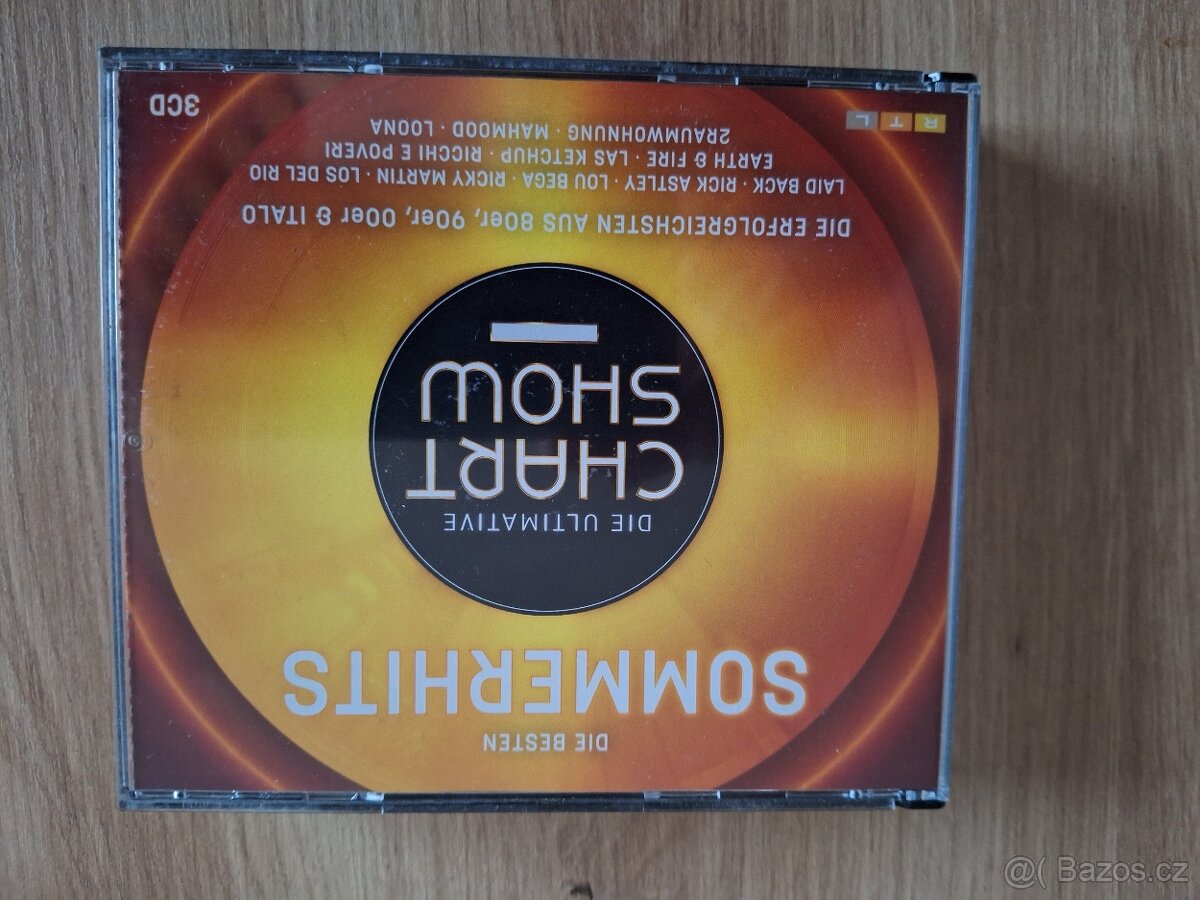 DIE BESTEN
SOMMERHITS
DIE ULTIMATIVE
CHART
SHOW
DIE ERFOLGREICHSTEN AUS 80er, 90er, 00er & ITALO
LAID BACK · RICK ASTLEY · LOU BEGA · RICKY MARTIN · LOS DEL RIO
EARTH & FIRE · LAS KETCHUP · RICCHI E POVERI
2RAUMWOHNUNG · MAHMOOD · LOONA
RTL
3CD
@( Bazos.cz